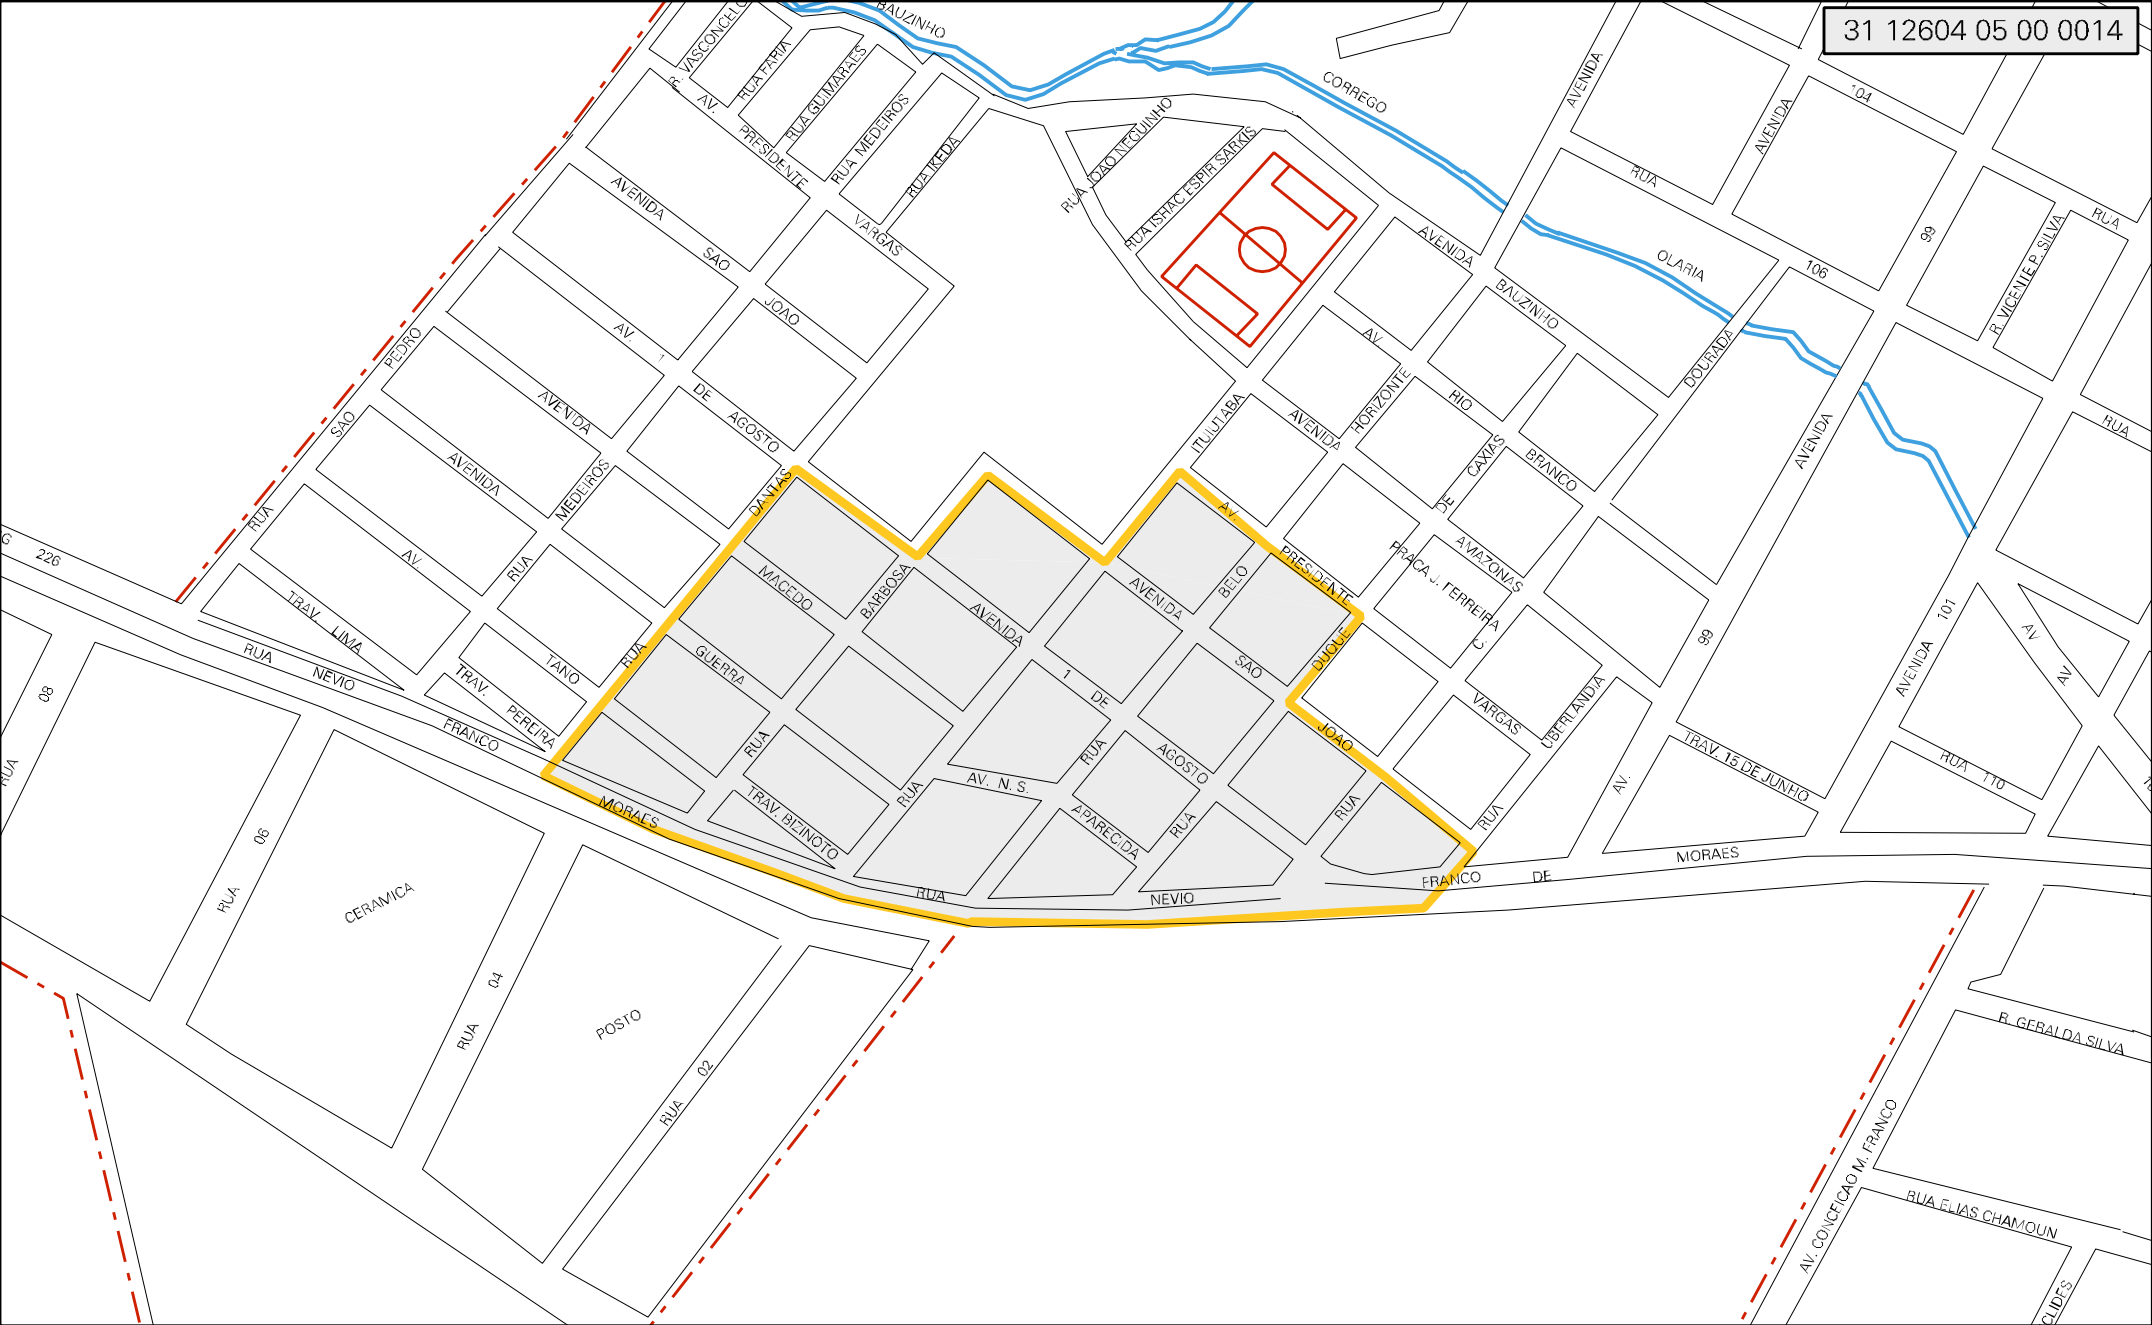 31 12604 05 00 0014
BAUZINHO
R. VASCONCELO
RUA FARIA
RUA GUIMARAES
RUA MEDEIROS
RUA IKEDA
AV.
PRESIDENTE
VARGAS
CORREGO
OLARIA
RUA JOAO NEGUINHO
RUA ISHAC ESPIR SARKIS
AVENIDA
AVENIDA
104
RUA
106
99
R. VICENTE P. SILVA
RUA
RUA
AVENIDA
SAO
JOAO
AVENIDA
BAUZINHO
DOURADA
AV.
1
DE
AGOSTO
PEDRO
SAO
RUA
AVENIDA
MEDEIROS
RUA
DANTAS
RUA
AVENIDA
AV.
TANO
AV
RIO
BRANCO
HORIZONTE
ITUIUTABA
AVENIDA
AMAZONAS
CAXIAS
DE
AVENIDA
99
AV.
101
AVENIDA
G
226
TRAV. LIMA
RUA
NEVIO
FRANCO
TRAV.
PEREIRA
MORAES
MACEDO
GUERRA
BARBOSA
RUA
AVENIDA
AVENIDA
BELO
AV.
PRESIDENTE
DUQUE
PRACA J. FERREIRA
C.
VARGAS
UBERLANDIA
RUA
SAO
JOAO
1
DE
AGOSTO
RUA
RUA
RUA
RUA
AV. N. S.
APARECIDA
TRAV. BIZINOTO
RUA
NEVIO
FRANCO
DE
MORAES
TRAV. 15 DE JUNHO
RUA 110
AV
AV
08
RUA
06
RUA
CERAMICA
04
RUA
POSTO
02
RUA
R. GERALDA SILVA
AV. CONCEICAO M. FRANCO
RUA ELIAS CHAMOUN
CLIDES